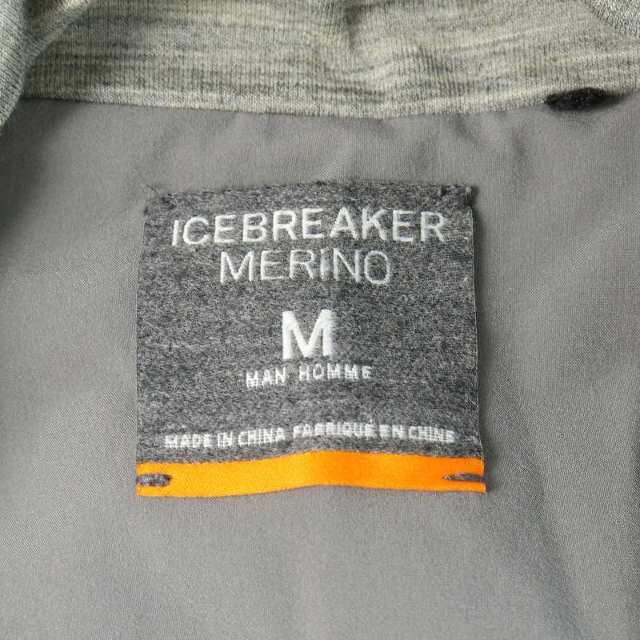 ICEBREAKER
MERINO
M
MAN HOMME
MADE IN CHINA FABRIQUÉ EN CHINE